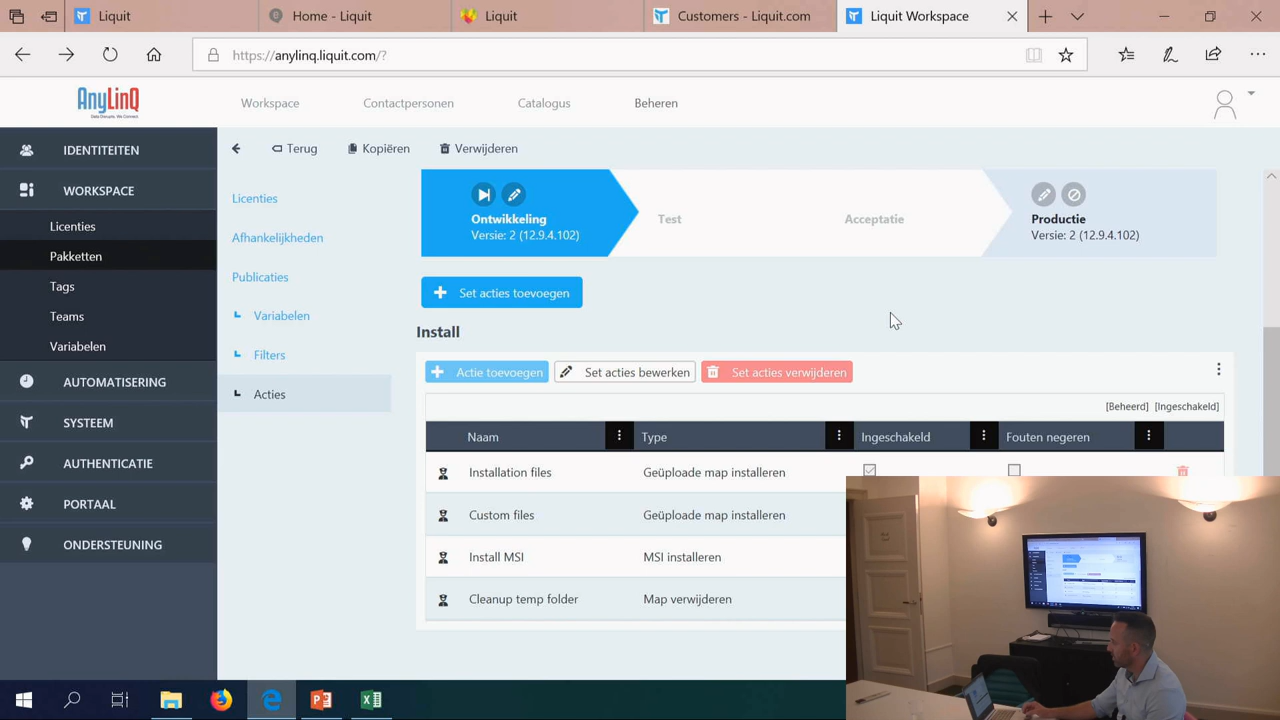 Liquit
Home - Liquit
Liquit
Customers - Liquit.com
Liquit Workspace
https://anylinq.liquit.com/?
AnyLinQ
Workspace
Contactpersonen
Catalogus
Beheren
IDENTITEITEN
WORKSPACE
Licenties
Pakketten
Tags
Teams
Variabelen
AUTOMATISERING
SYSTEEM
AUTHENTICATIE
PORTAAL
ONDERSTEUNING
Terug
Kopiëren
Verwijderen
Licenties
Afhankelijkheden
Publicaties
Variabelen
Filters
Acties
Ontwikkeling
Versie: 2 (12.9.4.102)
Test
Acceptatie
Productie
Versie: 2 (12.9.4.102)
Set acties toevoegen
Install
Actie toevoegen
Set acties bewerken
Set acties verwijderen
[Beheerd] [Ingeschakeld]
Naam Type Ingeschakeld Fouten negeren
Installation files Geüploade map installeren
Custom files Geüploade map installeren
Install MSI MSI installeren
Cleanup temp folder Map verwijderen